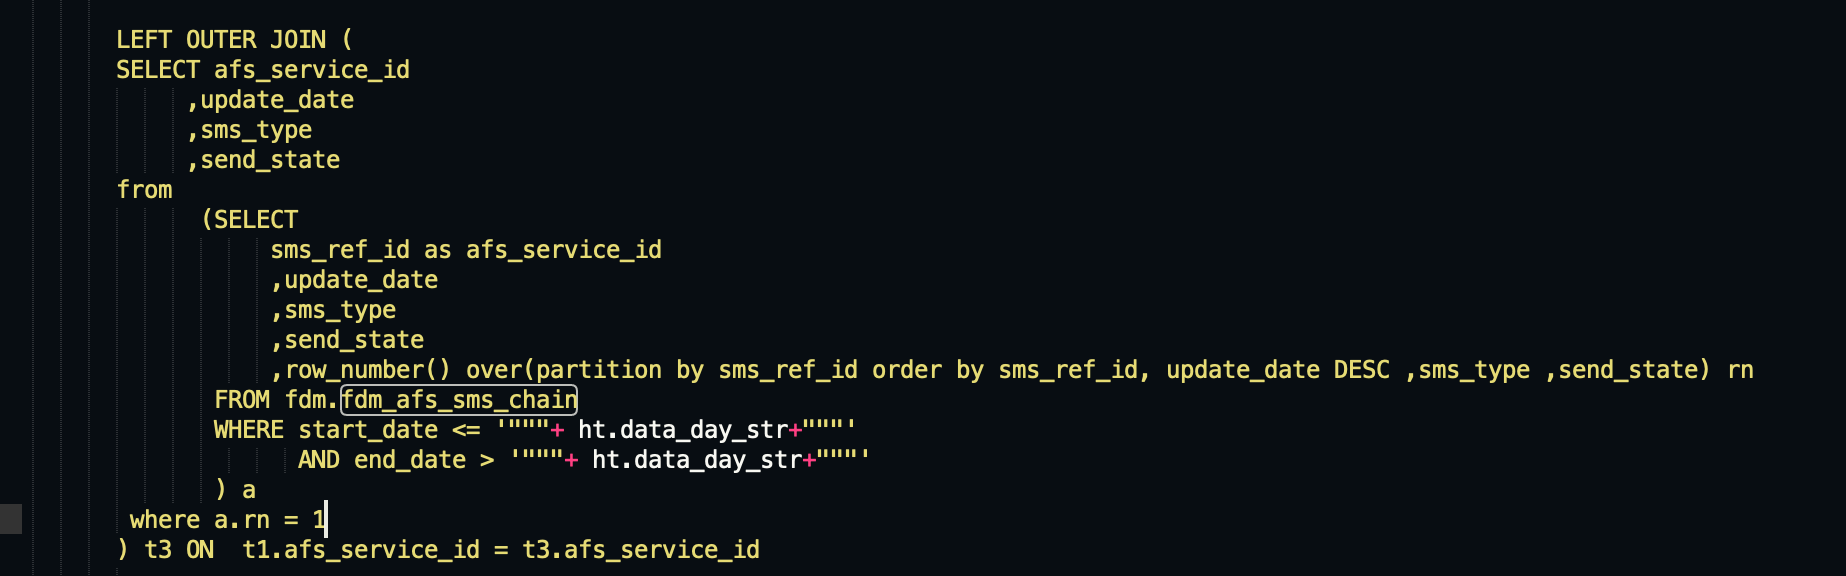 LEFT OUTER JOIN (
SELECT afs_service_id
,update_date
,sms_type
,send_state
from
(SELECT
sms_ref_id as afs_service_id
,update_date
,sms_type
,send_state
,row_number() over(partition by sms_ref_id order by sms_ref_id, update_date DESC ,sms_type ,send_state) rn
FROM fdm.fdm_afs_sms_chain
WHERE start_date <= '"""+ ht.data_day_str+"""'
AND end_date > '"""+ ht.data_day_str+"""'
) a
where a.rn = 1
) t3 ON  t1.afs_service_id = t3.afs_service_id